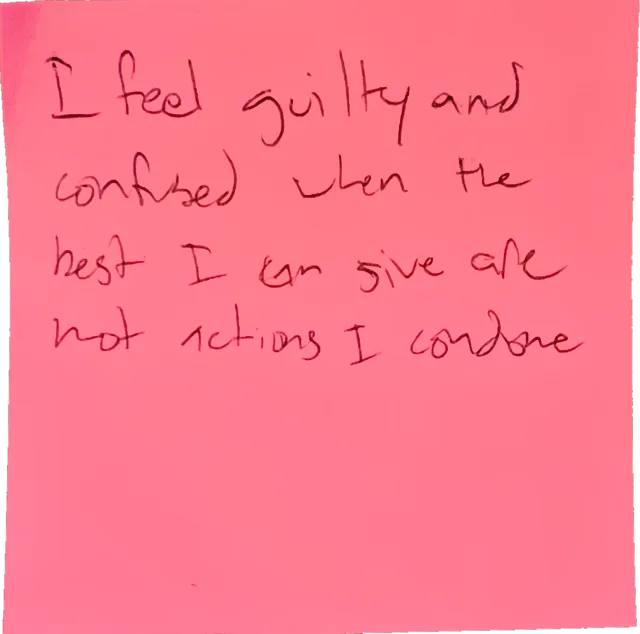 I feel guilty and
confused when the
best I can give are
not actions I condone